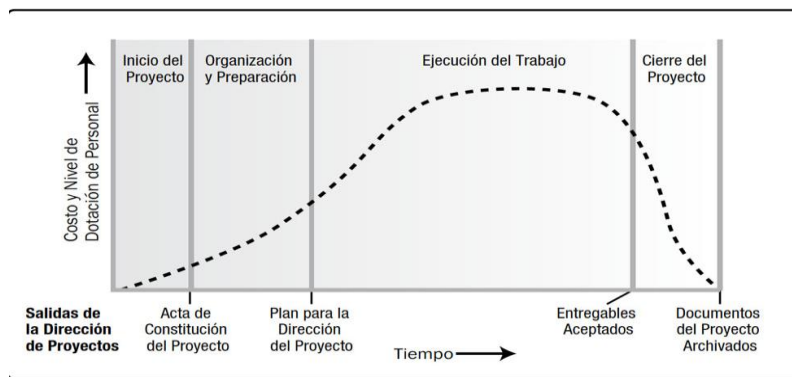 Inicio del
Proyecto
Organización
y Preparación
Ejecución del Trabajo
Cierre del
Proyecto
Costo y Nivel de
Dotación de Personal
Salidas de
la Dirección
de Proyectos
Acta de
Constitución
del Proyecto
Plan para la
Dirección
del Proyecto
Tiempo
Entregables
Aceptados
Documentos
del Proyecto
Archivados